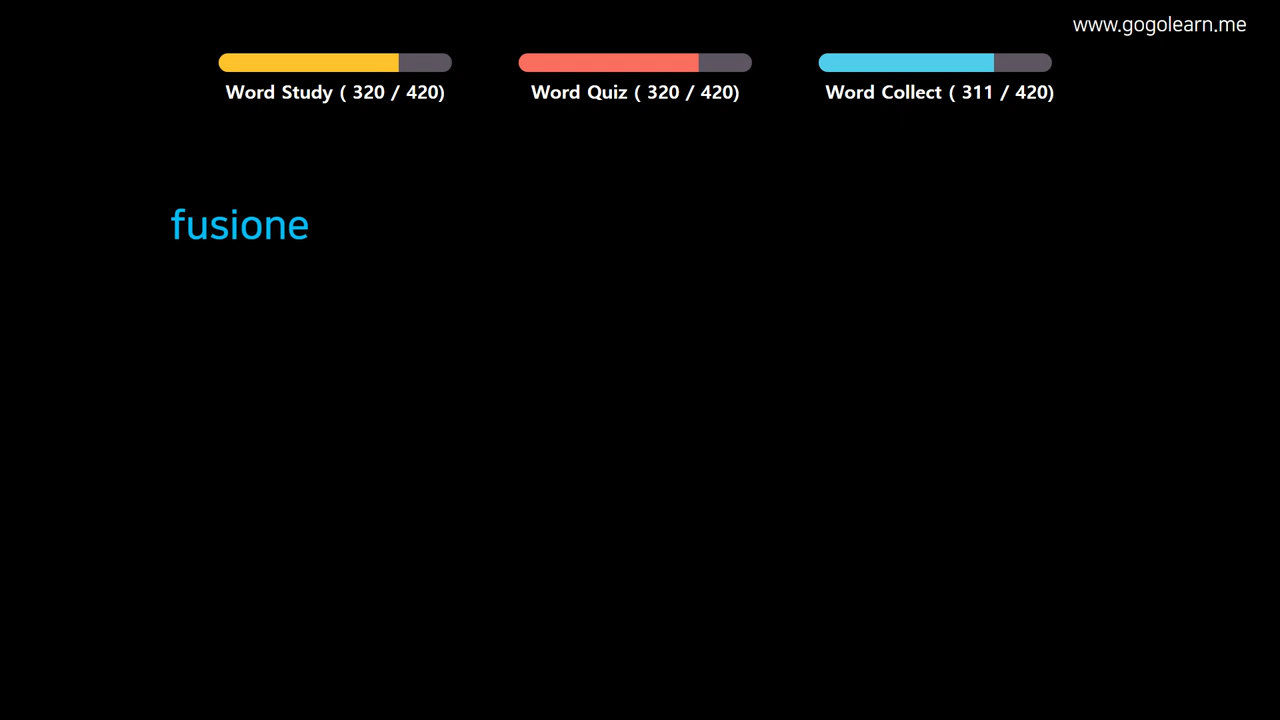 www.gogolearn.me
Word Study ( 320 / 420)
Word Quiz ( 320 / 420)
Word Collect ( 311 / 420)
fusione